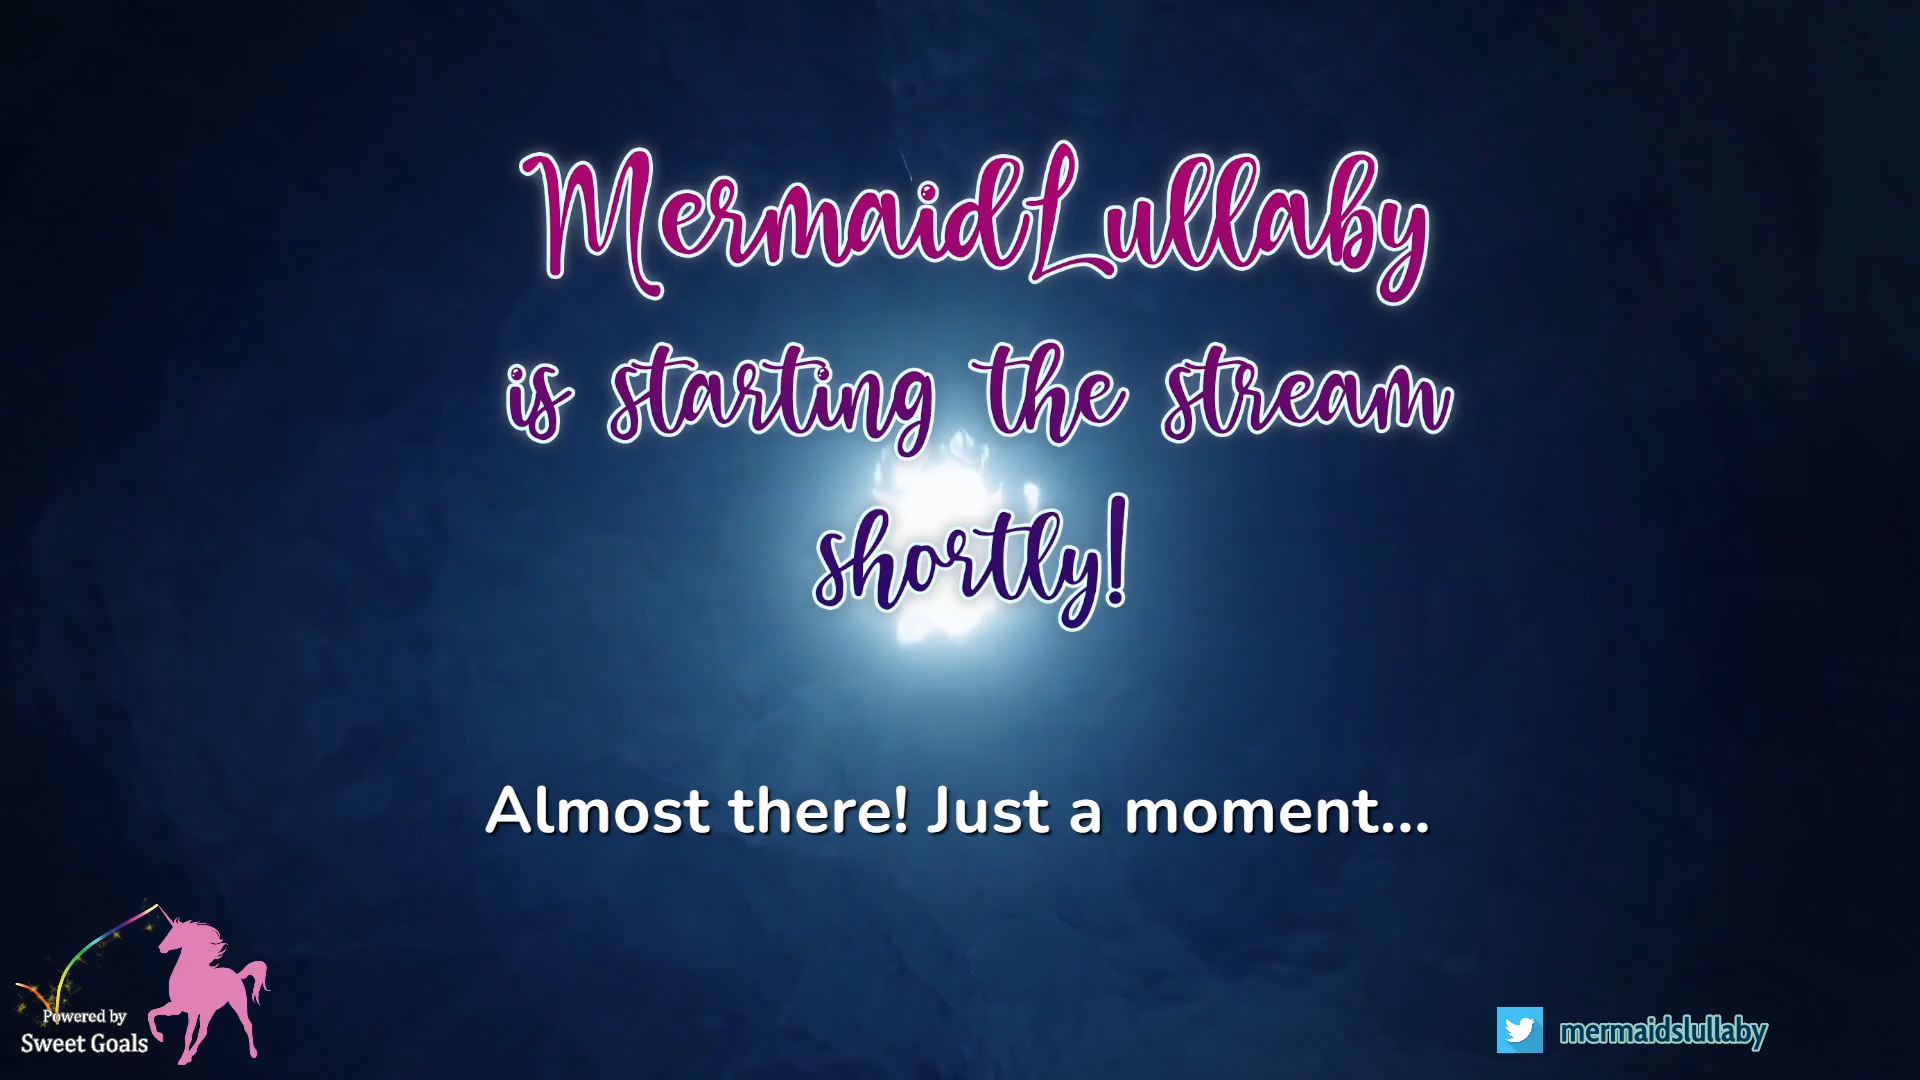 MermaidLullaby
is starting the stream
shortly!
Almost there! Just a moment...
Powered by
Sweet Goals
mermaidslullaby